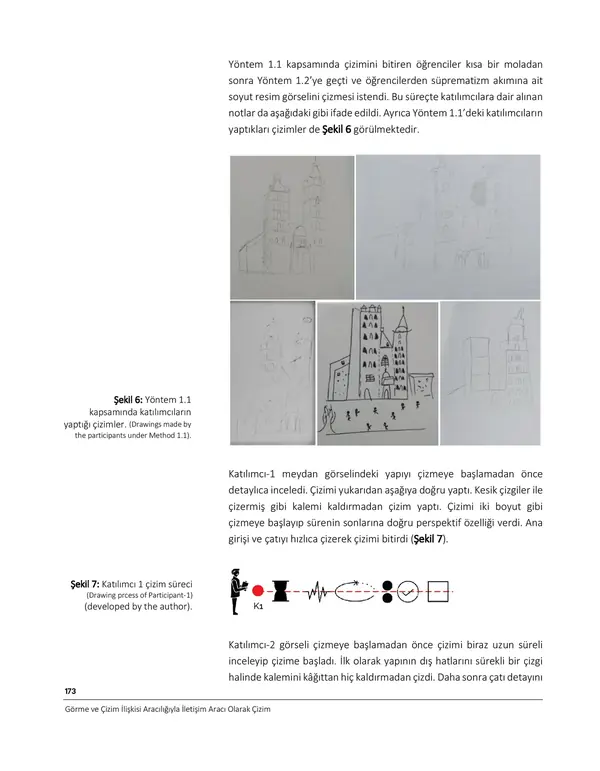 Yöntem 1.1 kapsamında çizimini bitiren öğrenciler kısa bir moladan
sonra Yöntem 1.2’ye geçti ve öğrencilerden süprematizm akımına ait
soyut resim görselini çizmesi istendi. Bu süreçte katılımcılara dair alınan
notlar da aşağıdaki gibi ifade edildi. Ayrıca Yöntem 1.1’deki katılımcıların
yaptıkları çizimler de Şekil 6 görülmektedir.
Şekil 6: Yöntem 1.1
kapsamında katılımcıların
yaptığı çizimler. (Drawings made by
the participants under Method 1.1).
Katılımcı-1 meydan görselindeki yapıyı çizmeye başlamadan önce
detaylıca inceledi. Çizimi yukarıdan aşağıya doğru yaptı. Kesik çizgiler ile
çizermiş gibi kalemi kaldırmadan çizim yaptı. Çizimi iki boyut gibi
çizmeye başlayıp sürenin sonlarına doğru perspektif özelliği verdi. Ana
girişi ve çatıyı hızlıca çizerek çizimi bitirdi (Şekil 7).
Şekil 7: Katılımcı 1 çizim süreci
(Drawing prcess of Participant-1)
(developed by the author).
K1
Katılımcı-2 görseli çizmeye başlamadan önce çizimi biraz uzun süreli
inceleyip çizime başladı. İlk olarak yapının dış hatlarını sürekli bir çizgi
halinde kalemini kâğıttan hiç kaldırmadan çizdi. Daha sonra çatı detayını
173
Görme ve Çizim İlişkisi Aracılığıyla İletişim Aracı Olarak Çizim